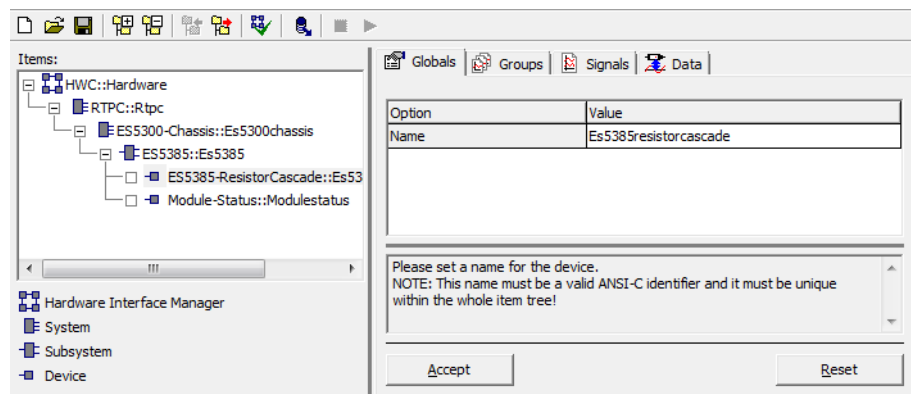 Items:
HWC::Hardware
RTPC::Rtpc
ES5300-Chassis::Es5300chassis
ES5385::Es5385
ES5385-ResistorCascade::Es53
Module-Status::Modulestatus
Hardware Interface Manager
System
Subsystem
Device
Globals Groups Signals Data
Option Value
Name Es5385resistorcascade
Please set a name for the device.
NOTE: This name must be a valid ANSI-C identifier and it must be unique
within the whole item tree!
Accept Reset